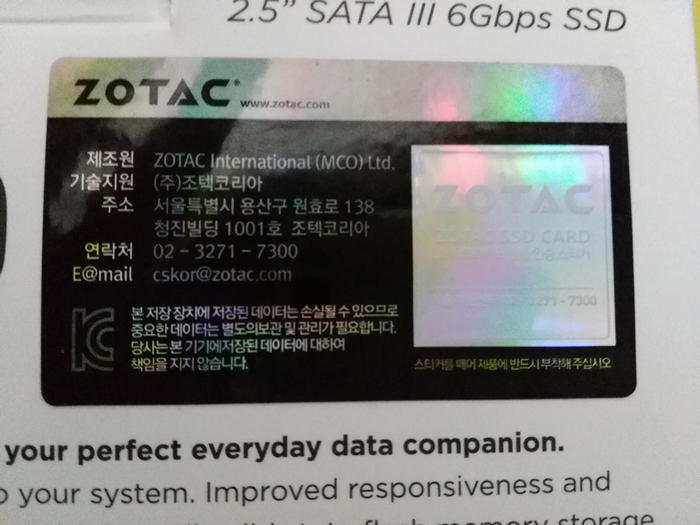 2.5” SATA III 6Gbps SSD
ZOTAC® www.zotac.com
제조원 ZOTAC International (MCO) Ltd.
기술지원 (주)조텍코리아
주소 서울특별시 용산구 원효로 138
청진빌딩 1001호 조텍코리아
연락처 02 – 3271 – 7300
E@mail cskor@zotac.com
본 저장 장치에 저장된 데이터는 손실될 수 있으므로
중요한 데이터는 별도의보관 및 관리가 필요합니다.
당사는 본 기기에저장된 데이터에 대하여
책임을 지지 않습니다.
ZOTAC
SSD CARD
3271-7300
스티커를 떼어 제품에 반드시 부착해 주십시오
your perfect everyday data companion.
your system. Improved responsiveness and
flash memory storage